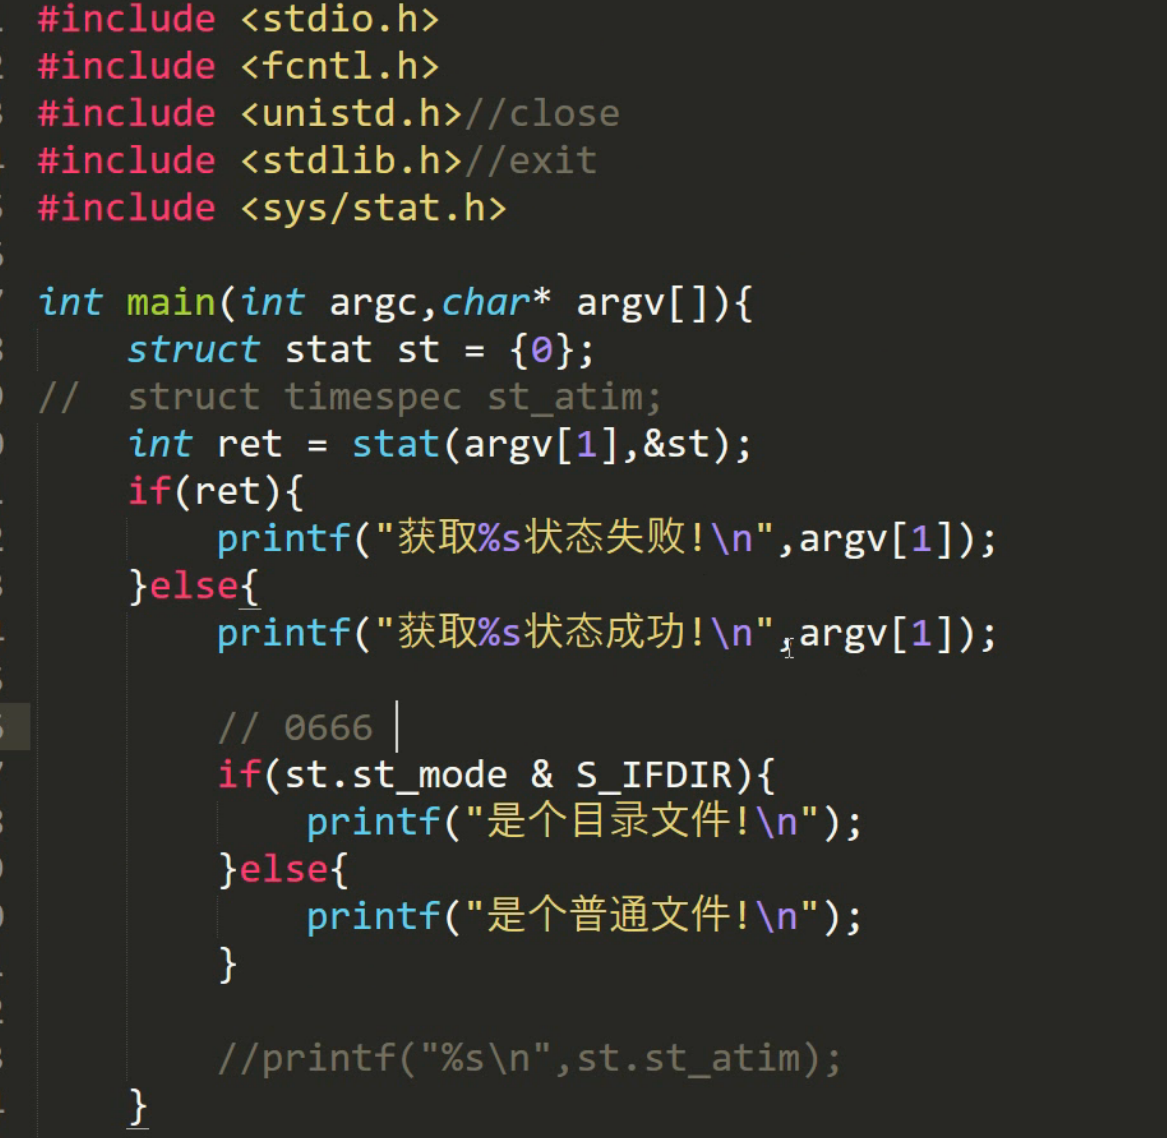 #include <stdio.h>
#include <fcntl.h>
#include <unistd.h>//close
#include <stdlib.h>//exit
#include <sys/stat.h>
int main(int argc,char* argv[]){
struct stat st = {0};
// struct timespec st_atim;
int ret = stat(argv[1],&st);
if(ret){
printf("获取%s状态失败!\n",argv[1]);
}else{
printf("获取%s状态成功!\n",argv[1]);
// 0666
if(st.st_mode & S_IFDIR){
printf("是个目录文件!\n");
}else{
printf("是个普通文件!\n");
}
//printf("%s\n",st.st_atim);
}